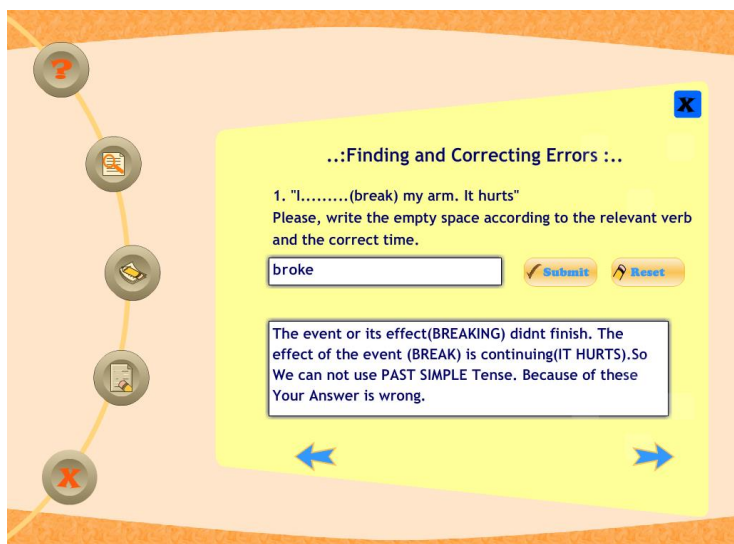 ?
X
..:Finding and Correcting Errors :..
1. "I.........(break) my arm. It hurts"
Please, write the empty space according to the relevant verb
and the correct time.
broke
Submit
Reset
The event or its effect(BREAKING) didnt finish. The
effect of the event (BREAK) is continuing(IT HURTS).So
We can not use PAST SIMPLE Tense. Because of these
Your Answer is wrong.
X